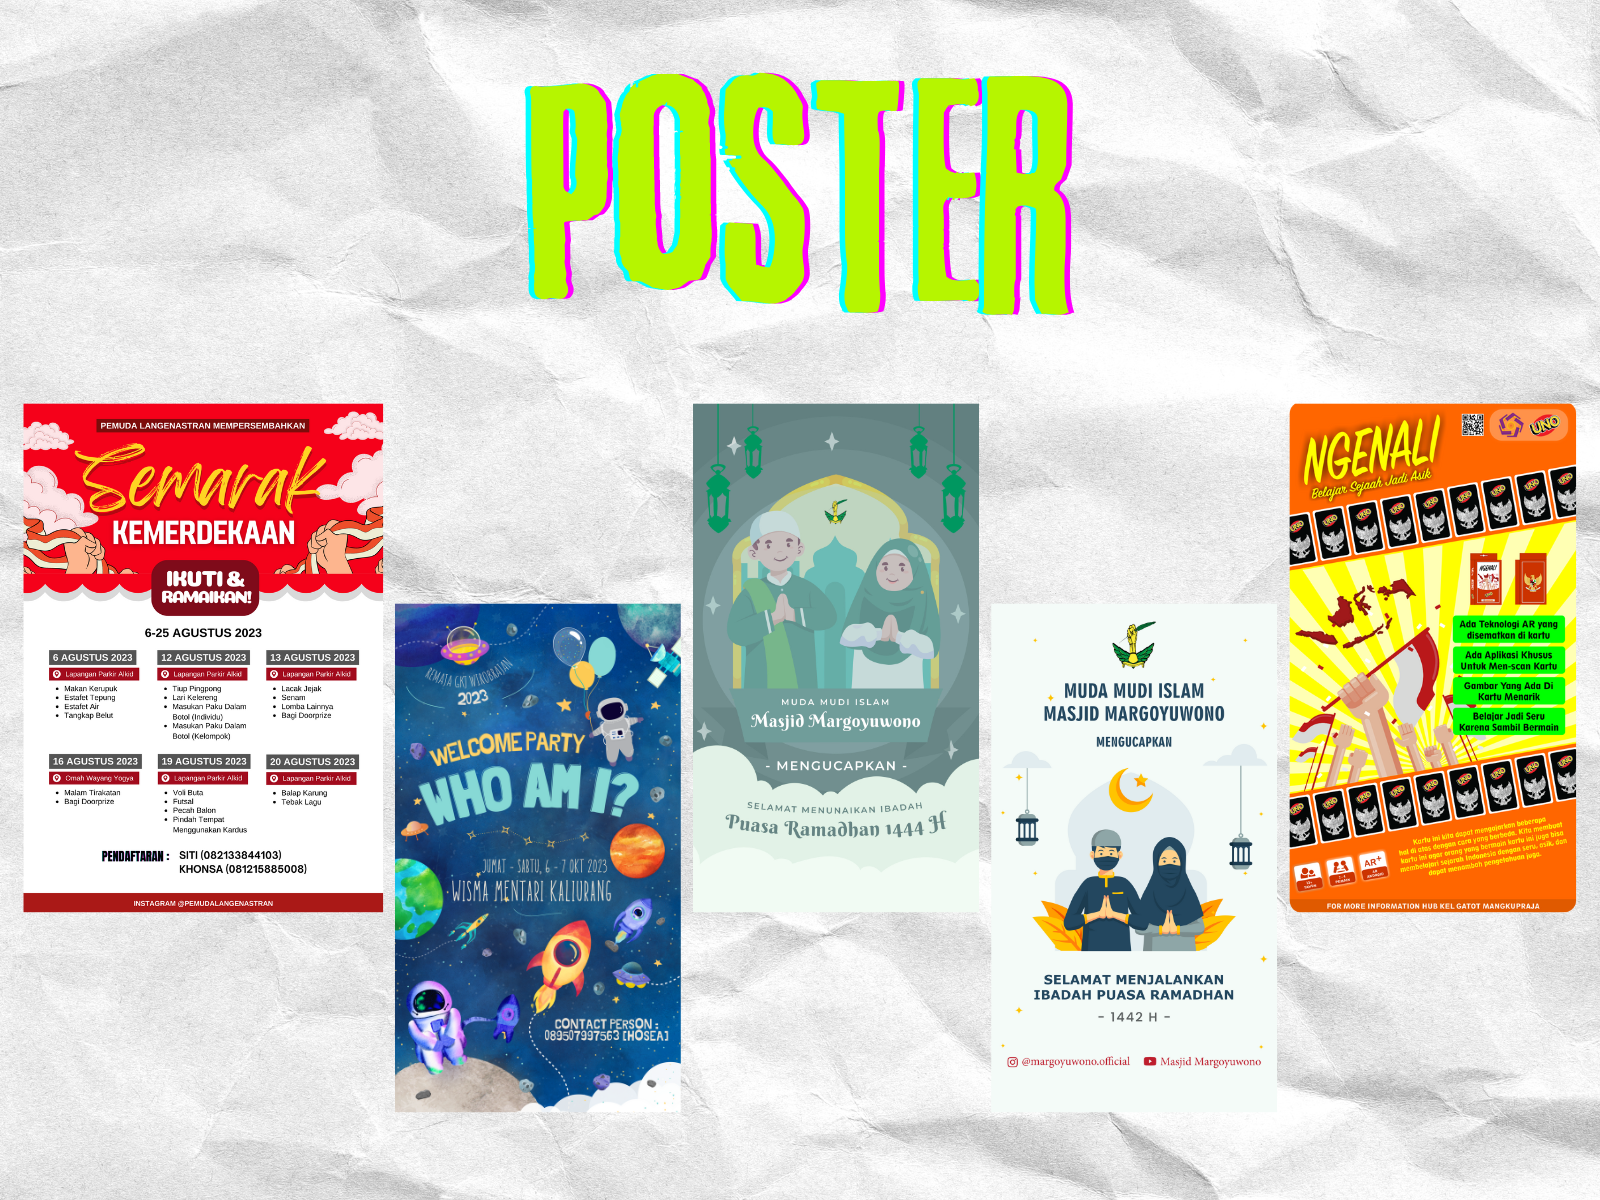 POSTER
PEMUDA LANGENASTRAN MEMPERSEMBAHKAN
Semarak
KEMERDEKAAN
IKUTI &
RAMAIKAN!
6-25 AGUSTUS 2023
6 AGUSTUS 2023
Lapangan Parkir Alkid
Makan Kerupuk
Estafet Tepung
Estafet Air
Tangkap Belut
12 AGUSTUS 2023
Lapangan Parkir Alkid
Tiup Pingpong
Lari Kelereng
Masukan Paku Dalam
Botol (Individu)
Masukan Paku Dalam
Botol (Kelompok)
13 AGUSTUS 2023
Lapangan Parkir Alkid
Lacak Jejak
Senam
Lomba Lainnya
Bagi Doorprize
16 AGUSTUS 2023
Omah Wayang Yogya
Malam Tirakatan
Bagi Doorprize
19 AGUSTUS 2023
Lapangan Parkir Alkid
Voli Buta
Futsal
Pecah Balon
Pindah Tempat
Menggunakan Kardus
20 AGUSTUS 2023
Lapangan Parkir Alkid
Balap Karung
Tebak Lagu
PENDAFTARAN :
SITI (082133844103)
KHONSA (081215885008)
INSTAGRAM @PEMUDALANGENASTRAN
REMATA GKJ WIROBRAJAN
2023
WELCOME PARTY
WHO AM I?
JUMAT - SABTU, 6 - 7 OKT 2023
WISMA MENTARI KALIURANG
CONTACT PERSON :
089507997563 [HOSEA]
MUDA MUDI ISLAM
Masjid Margoyuwono
- MENGUCAPKAN -
SELAMAT MENUNAIKAN IBADAH
Puasa Ramadhan 1444 H
MUDA MUDI ISLAM
MASJID MARGOYUWONO
MENGUCAPKAN
SELAMAT MENJALANKAN
IBADAH PUASA RAMADHAN
- 1442 H -
@margoyuwono.official
Masjid Margoyuwono
NGENALI
Belajar Sejaah Jadi Asik
UNO
Ada Teknologi AR yang
disematkan di kartu
Ada Aplikasi Khusus
Untuk Men-scan Kartu
Gambar Yang Ada Di
Kartu Menarik
Belajar Jadi Seru
Karena Sambil Bermain
Kartu ini kita dapat mengajarkan beberapa
hal di atas dengan cara yang berbeda. Kita membuat
kartu ini agar orang yang bermain kartu ini juga bisa
membelajari sejarah Indonesia dengan seru, asik, dan
dapat menambah pengetahuan juga.
AR+
FOR MORE INFORMATION HUB KEL GATOT MANGKUPRAJA